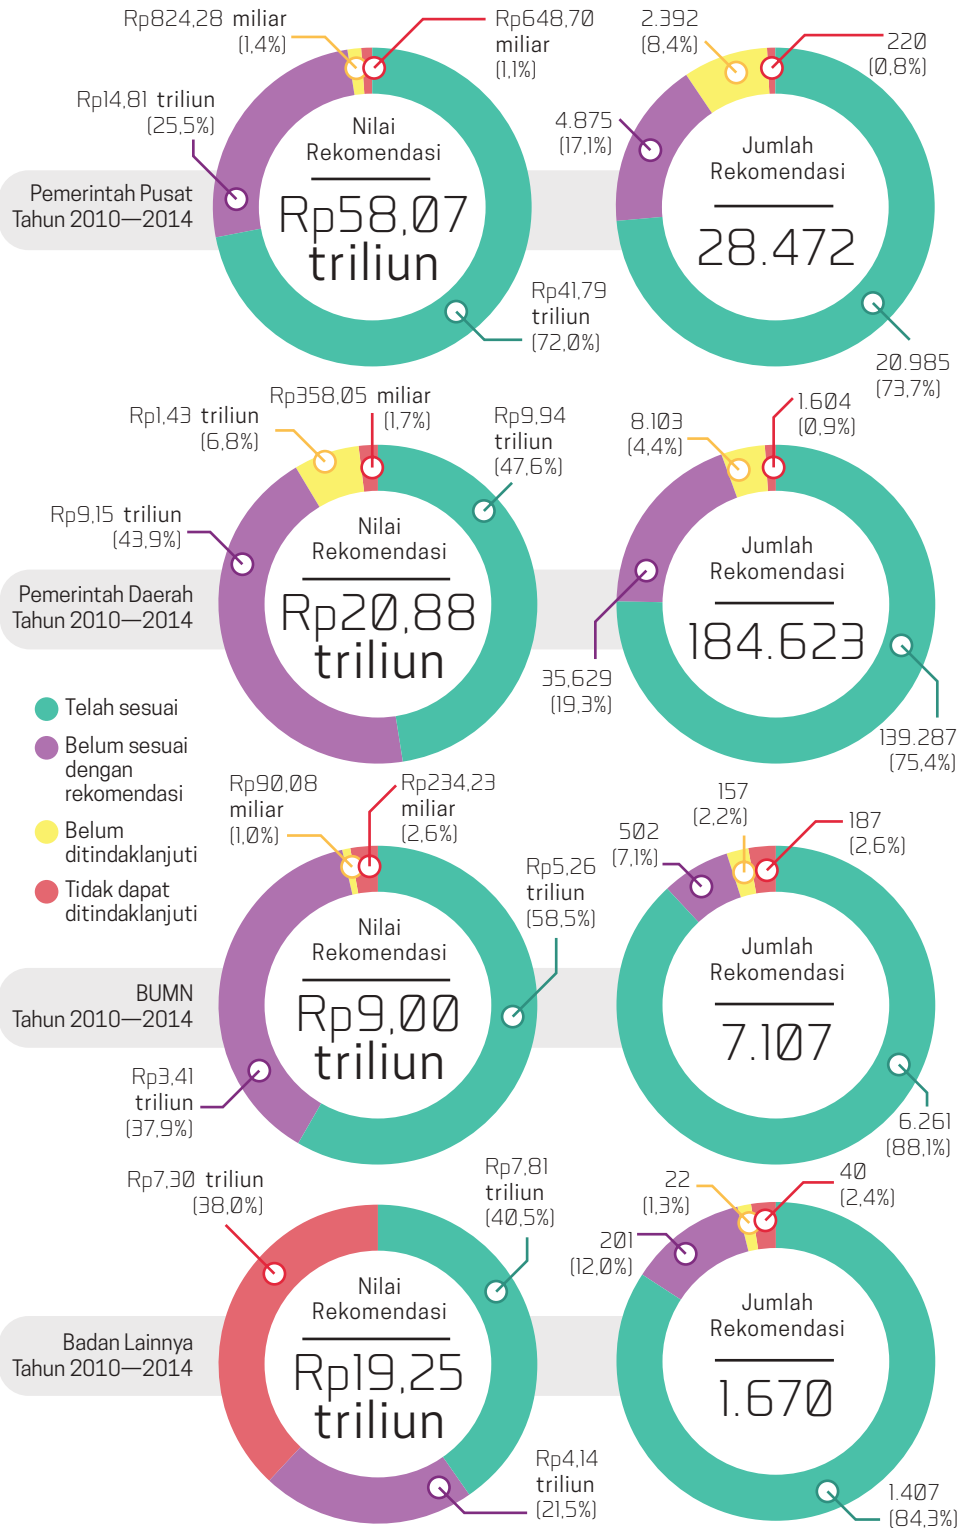 Rp824,28 miliar
(1,4%)
Rp648,70
miliar
(1,1%)
Rp14,81 triliun
(25,5%)
Nilai
Rekomendasi
Rp58,07
triliun
Rp41,79
triliun
(72,0%)
Pemerintah Pusat
Tahun 2010—2014
2.392
(8,4%)
220
(0,8%)
4.875
(17,1%)
Jumlah
Rekomendasi
28.472
20.985
(73,7%)
Rp358,05 miliar
(1,7%)
Rp1,43 triliun
(6,8%)
Rp9,94
triliun
(47,6%)
Rp9,15 triliun
(43,9%)
Nilai
Rekomendasi
Rp20,88
triliun
Pemerintah Daerah
Tahun 2010—2014
8.103
(4,4%)
1.604
(0,9%)
Jumlah
Rekomendasi
184.623
35,629
(19,3%)
139.287
(75,4%)
Telah sesuai
Belum sesuai
dengan
rekomendasi
Belum
ditindaklanjuti
Tidak dapat
ditindaklanjuti
Rp90,08
miliar
(1,0%)
Rp234,23
miliar
(2,6%)
Rp5,26
triliun
(58,5%)
Nilai
Rekomendasi
Rp9,00
triliun
BUMN
Tahun 2010—2014
Rp3,41
triliun
(37,9%)
157
(2,2%)
502
(7,1%)
187
(2,6%)
Jumlah
Rekomendasi
7.107
6.261
(88,1%)
Rp7,30 triliun
(38,0%)
Rp7,81
triliun
(40,5%)
Nilai
Rekomendasi
Rp19,25
triliun
Badan Lainnya
Tahun 2010—2014
Rp4,14
triliun
(21,5%)
22
(1,3%)
40
(2,4%)
201
(12,0%)
Jumlah
Rekomendasi
1.670
1.407
(84,3%)